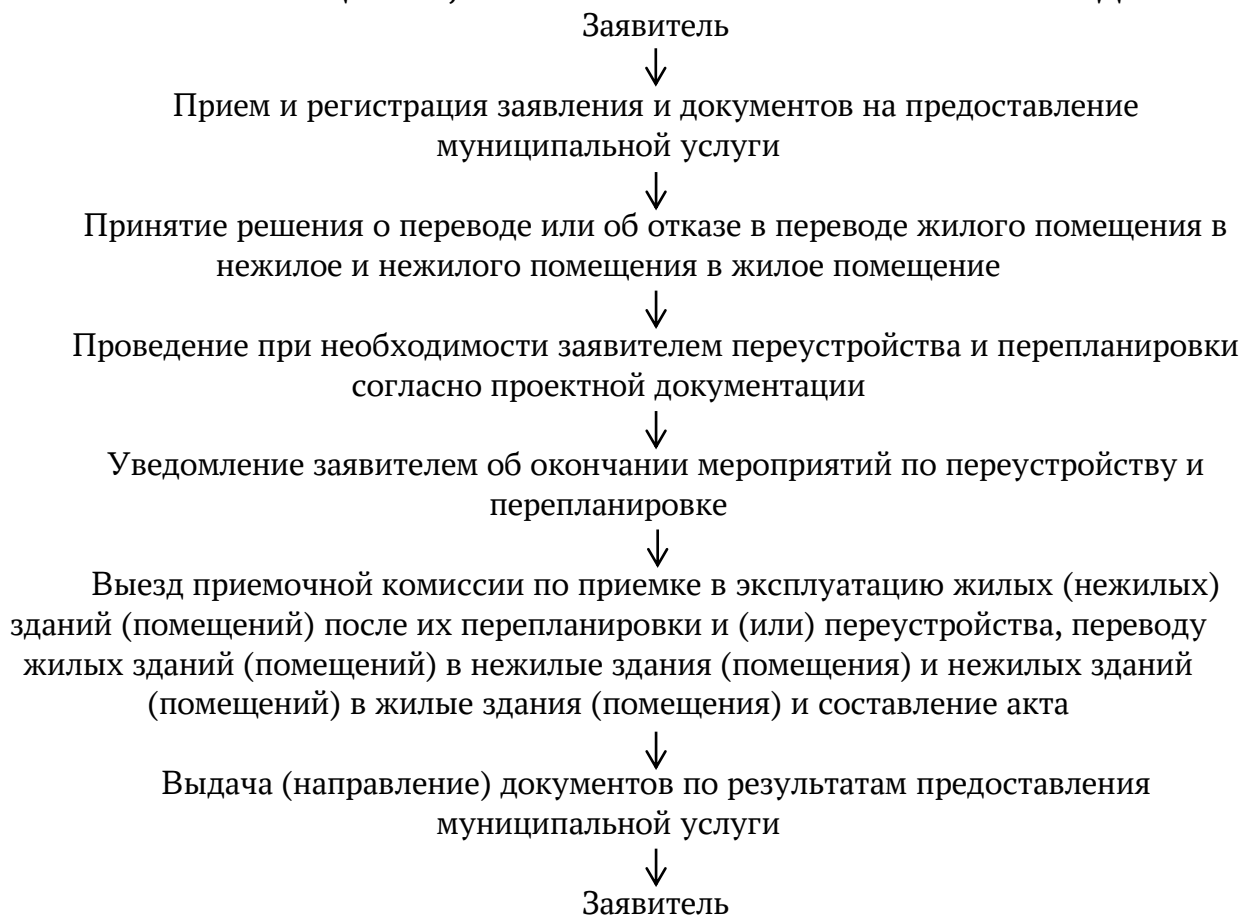 Заявитель
Прием и регистрация заявления и документов на предоставление
муниципальной услуги
Принятие решения о переводе или об отказе в переводе жилого помещения в
нежилое и нежилого помещения в жилое помещение
Проведение при необходимости заявителем переустройства и перепланировки
согласно проектной документации
Уведомление заявителем об окончании мероприятий по переустройству и
перепланировке
Выезд приемочной комиссии по приемке в эксплуатацию жилых (нежилых)
зданий (помещений) после их перепланировки и (или) переустройства, переводу
жилых зданий (помещений) в нежилые здания (помещения) и нежилых зданий
(помещений) в жилые здания (помещения) и составление акта
Выдача (направление) документов по результатам предоставления
муниципальной услуги
Заявитель